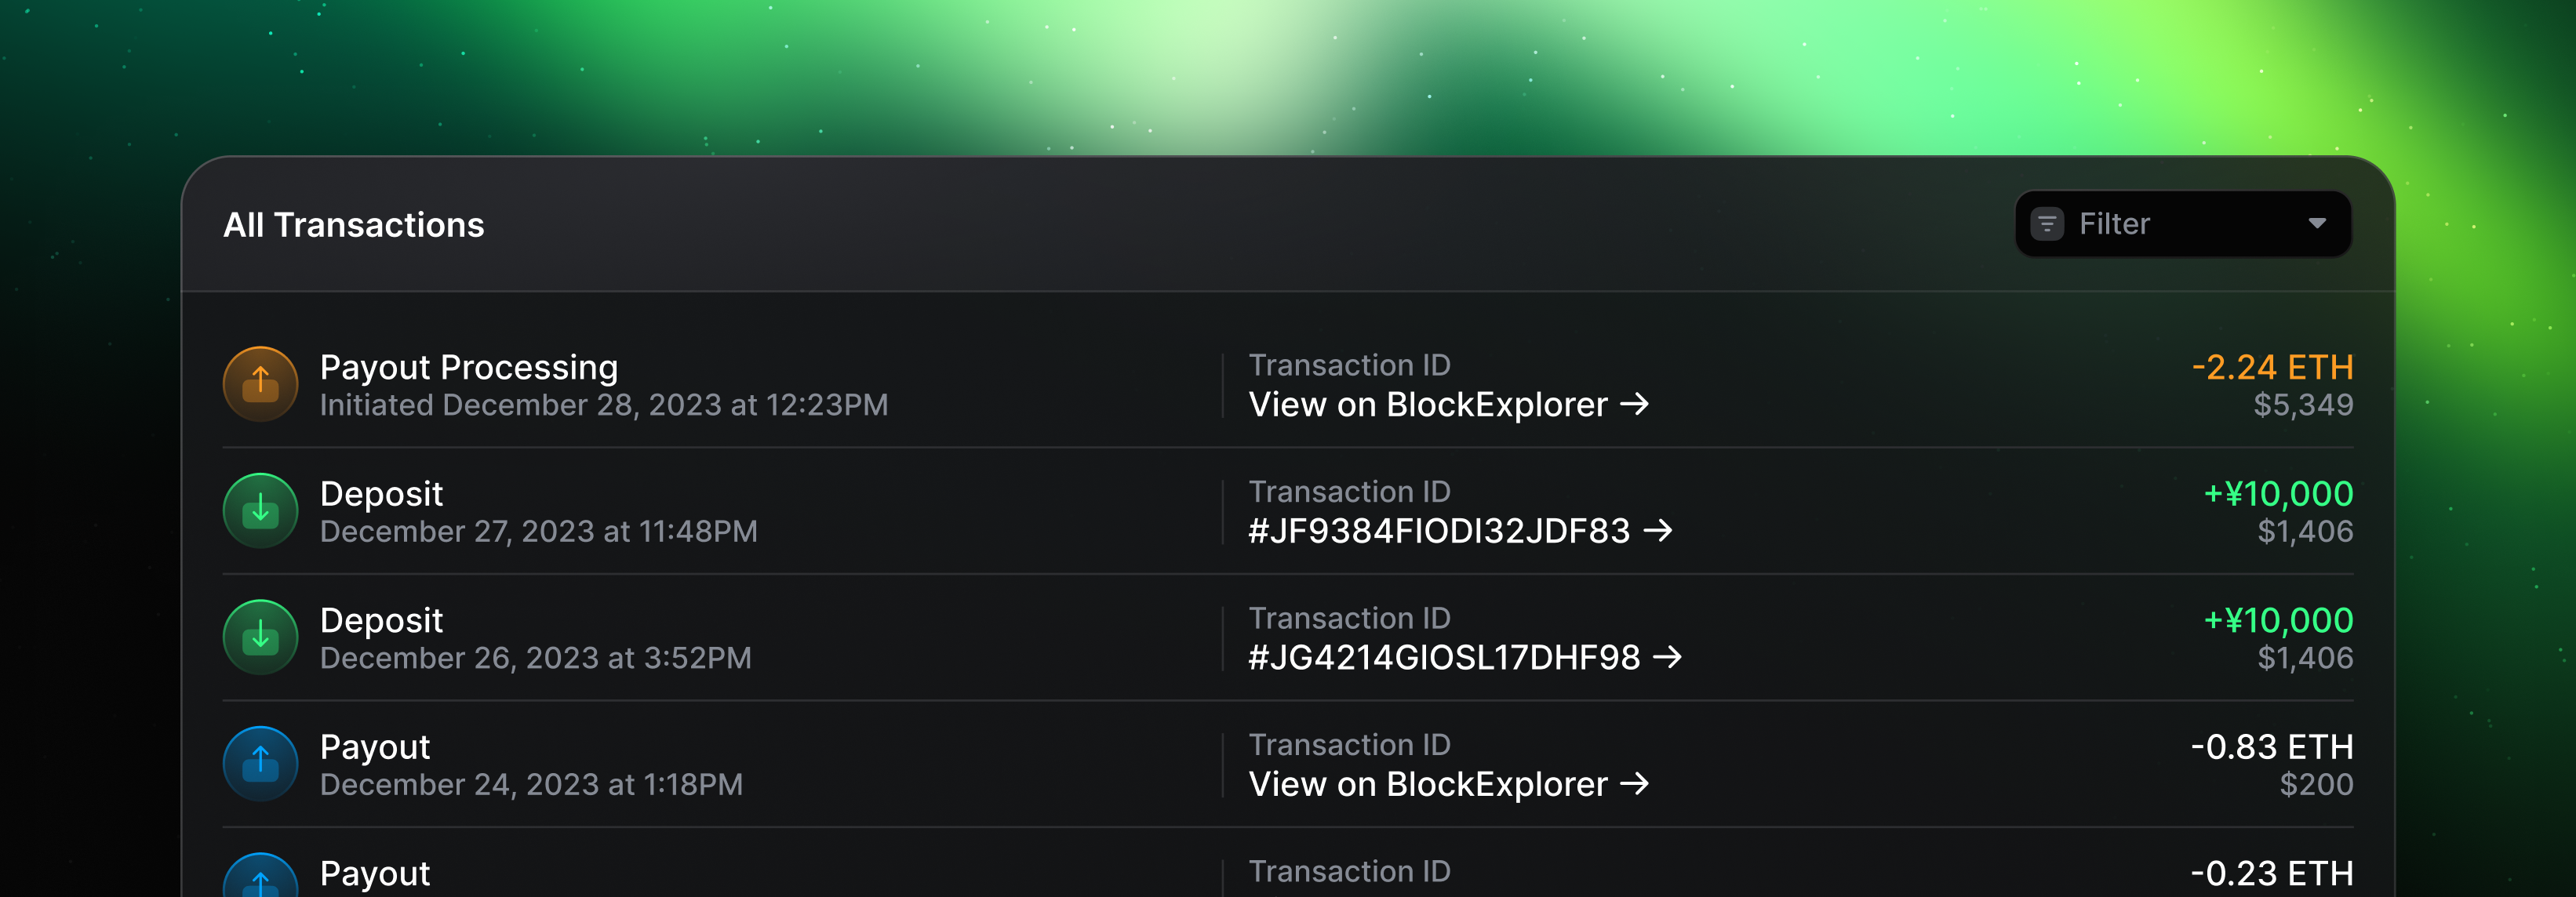 All Transactions
Filter
Payout Processing
Initiated December 28, 2023 at 12:23PM
Transaction ID
View on BlockExplorer →
-2.24 ETH
$5,349
Deposit
December 27, 2023 at 11:48PM
Transaction ID
#JF9384FIODI32JDF83 →
+¥10,000
$1,406
Deposit
December 26, 2023 at 3:52PM
Transaction ID
#JG4214GIOSL17DHF98 →
+¥10,000
$1,406
Payout
December 24, 2023 at 1:18PM
Transaction ID
View on BlockExplorer →
-0.83 ETH
$200
Payout
Transaction ID
-0.23 ETH